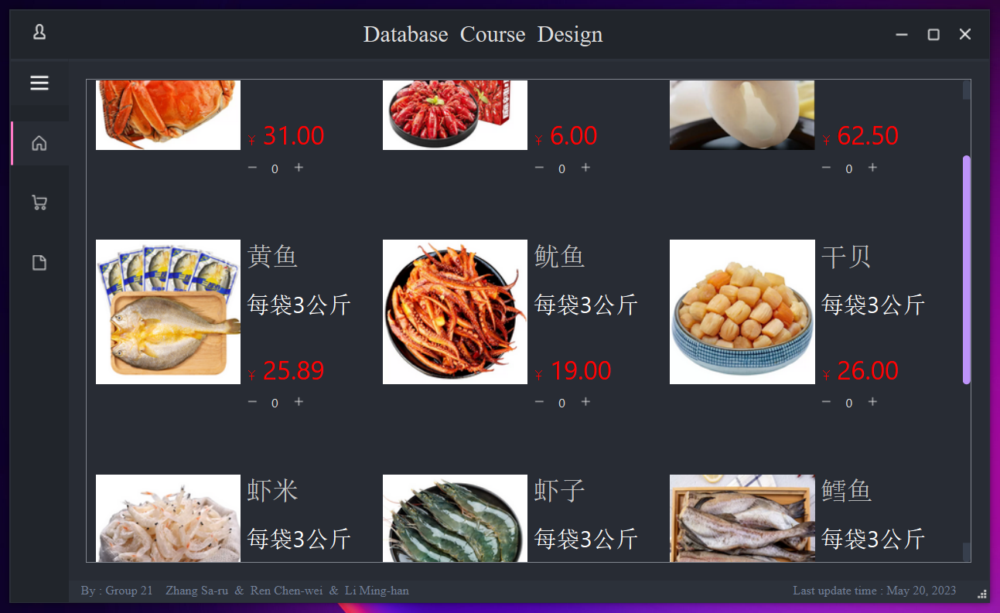 Database Course Design
¥ 31.00
¥ 6.00
¥ 62.50
0
0
0
黄鱼
鱿鱼
干贝
每袋3公斤
每袋3公斤
每袋3公斤
¥ 25.89
¥ 19.00
¥ 26.00
0
0
0
虾米
虾子
鳕鱼
每袋3公斤
每袋3公斤
每袋3公斤
By : Group 21 Zhang Sa-ru & Ren Chen-wei & Li Ming-han
Last update time : May 20, 2023